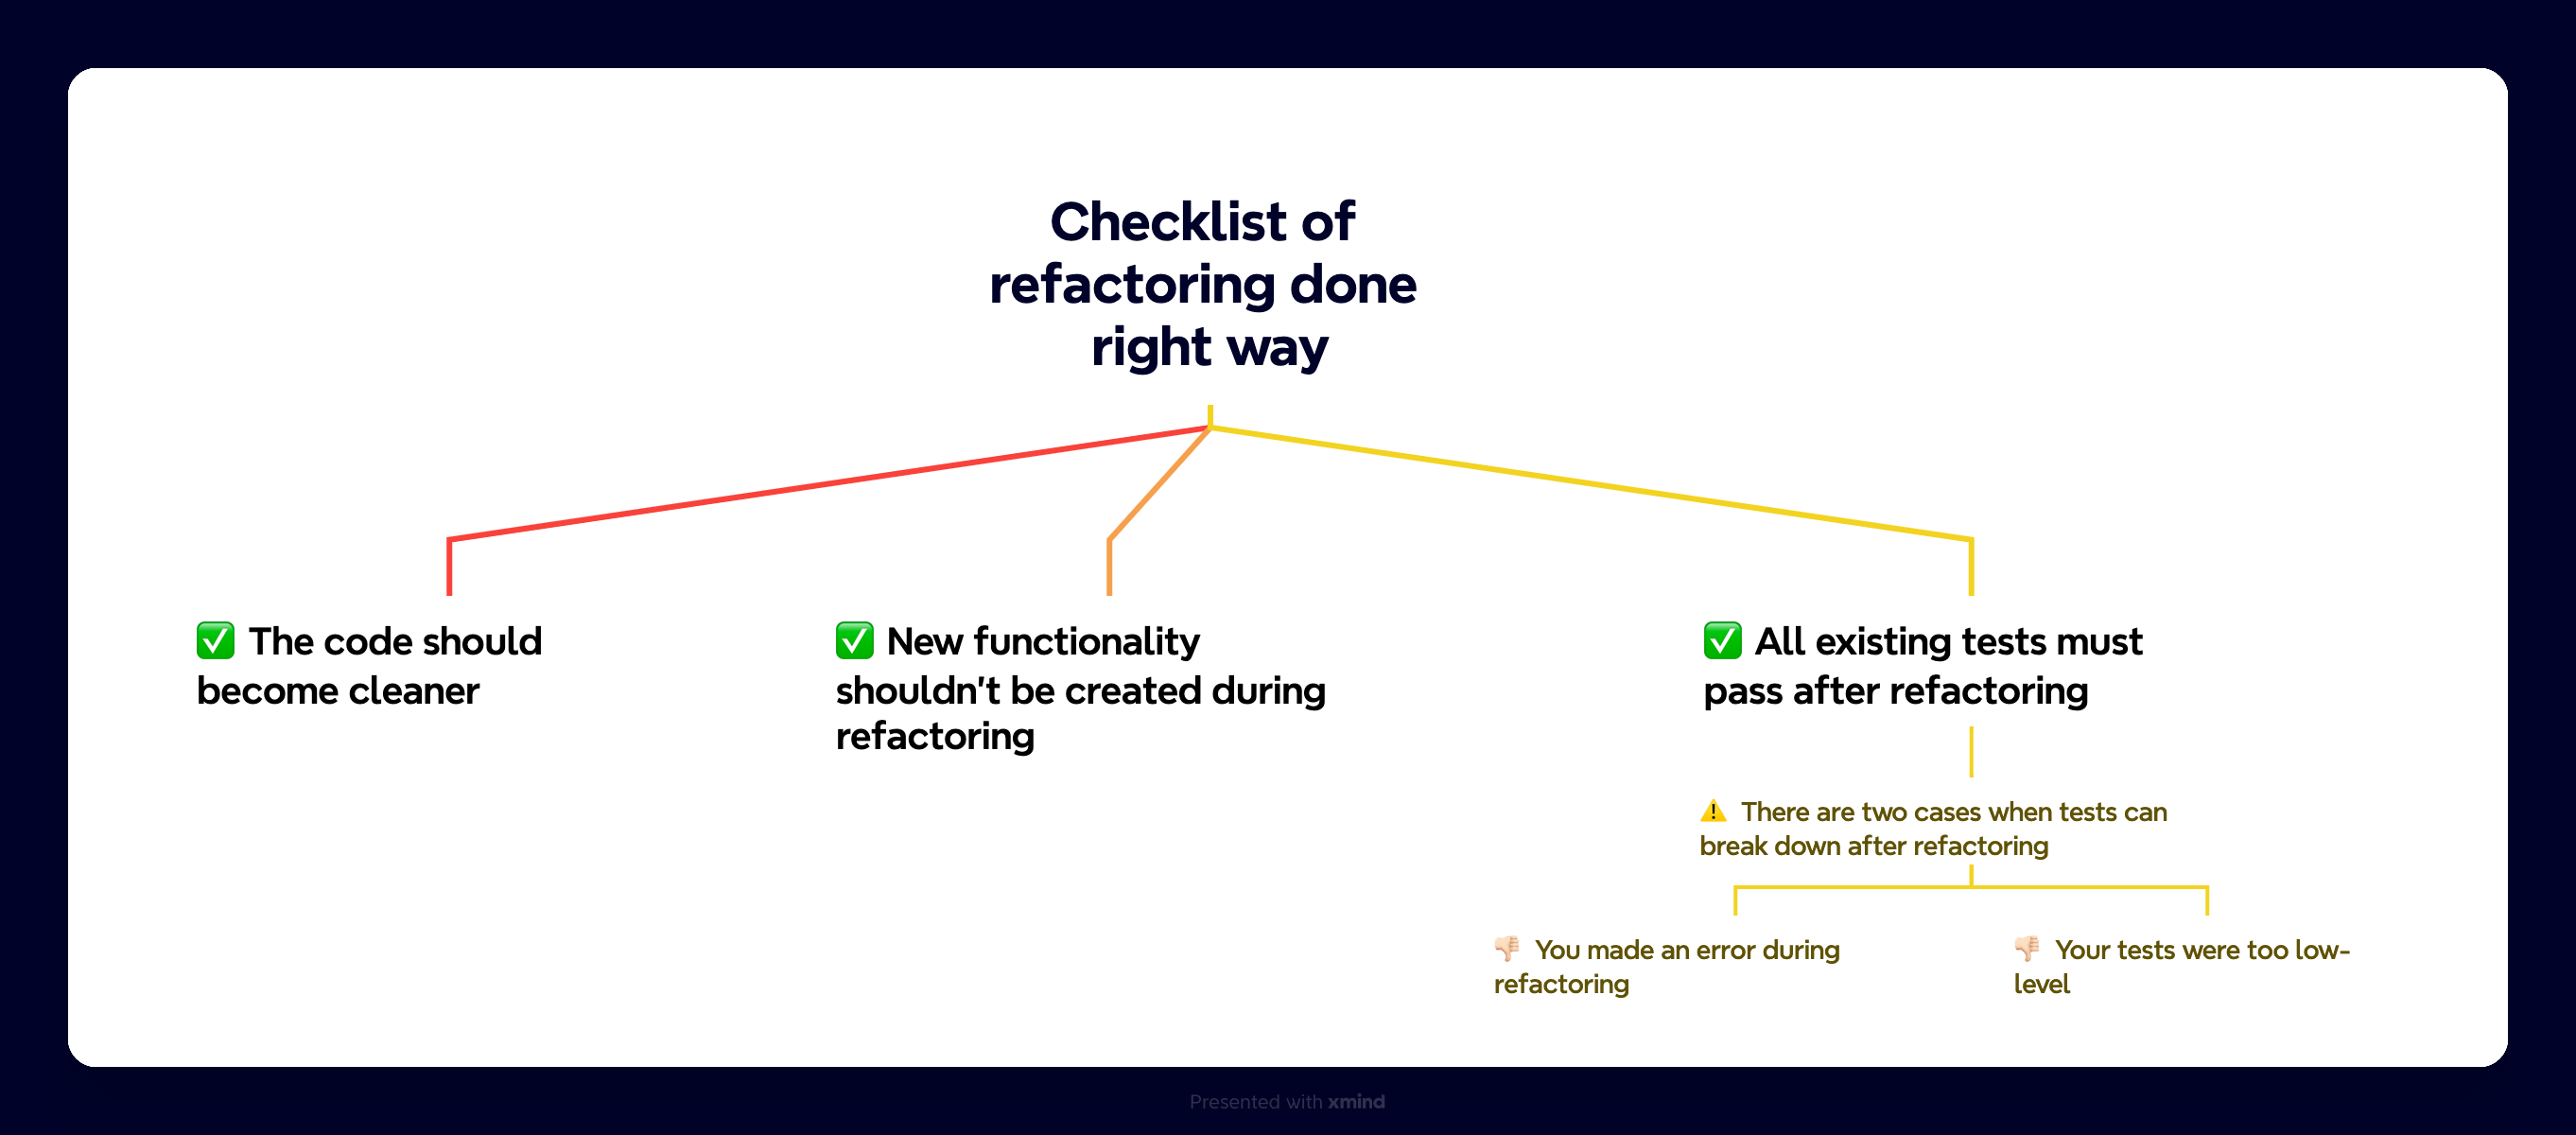 Checklist of
refactoring done
right way
✅ The code should
become cleaner
✅ New functionality
shouldn't be created during
refactoring
✅ All existing tests must
pass after refactoring
⚠️ There are two cases when tests can
break down after refactoring
👎🏻 You made an error during
refactoring
👎🏻 Your tests were too low-
level
Presented with xmind